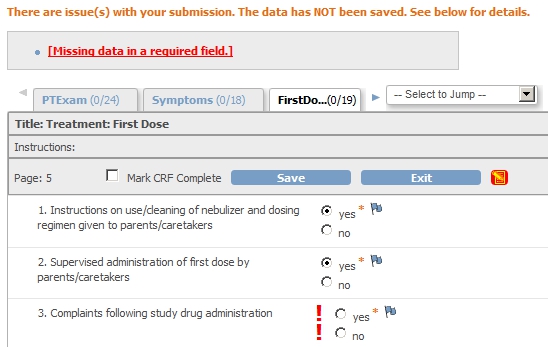 There are issue(s) with your submission. The data has NOT been saved. See below for details.
[Missing data in a required field.]
PTExam (0/24) Symptoms (0/18) FirstDo...(0/19) -- Select to Jump --
Title: Treatment: First Dose
Instructions:
Page: 5 Mark CRF Complete Save Exit
1. Instructions on use/cleaning of nebulizer and dosing yes *
regimen given to parents/caretakers no
2. Supervised administration of first dose by yes *
parents/caretakers no
3. Complaints following study drug administration ! yes *
! no